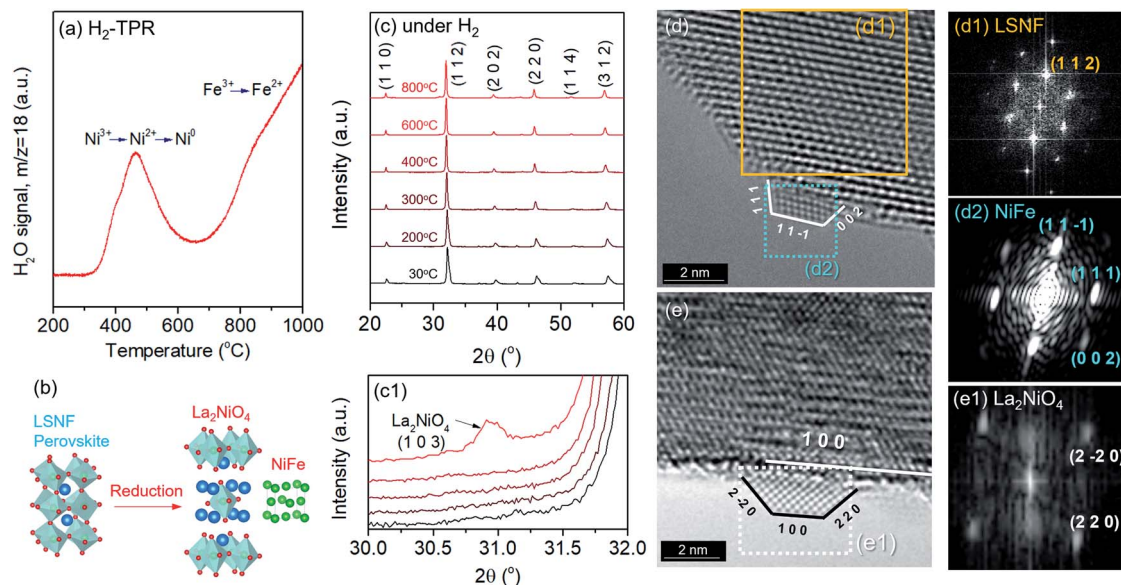 (a) H₂-TPR
Fe³⁺→Fe²⁺
Ni³⁺→Ni²⁺→Ni⁰
H₂O signal, m/z=18 (a.u.)
200 400 600 800 1000
Temperature (°C)
(b)
LSNF
Perovskite
Reduction
La₂NiO₄
NiFe
(c) under H₂
(1 1 0)
(1 1 2)
(2 0 2)
(2 2 0)
(1 1 4)
(3 1 2)
800°C
600°C
400°C
300°C
200°C
30°C
Intensity (a.u.)
20 30 40 50 60
2θ (°)
(c1)
La₂NiO₄
(1 0 3)
Intensity (a.u.)
30.0 30.5 31.0 31.5 32.0
2θ (°)
(d)
(d1)
1 1 1
1 1 -1
0 0 2
(d2)
2 nm
(e)
1 0 0
2 -2 0
1 0 0
2 2 0
(e1)
2 nm
(d1) LSNF
(1 1 2)
(d2) NiFe
(1 1 -1)
(1 1 1)
(0 0 2)
(e1) La₂NiO₄
(2 -2 0)
(2 2 0)